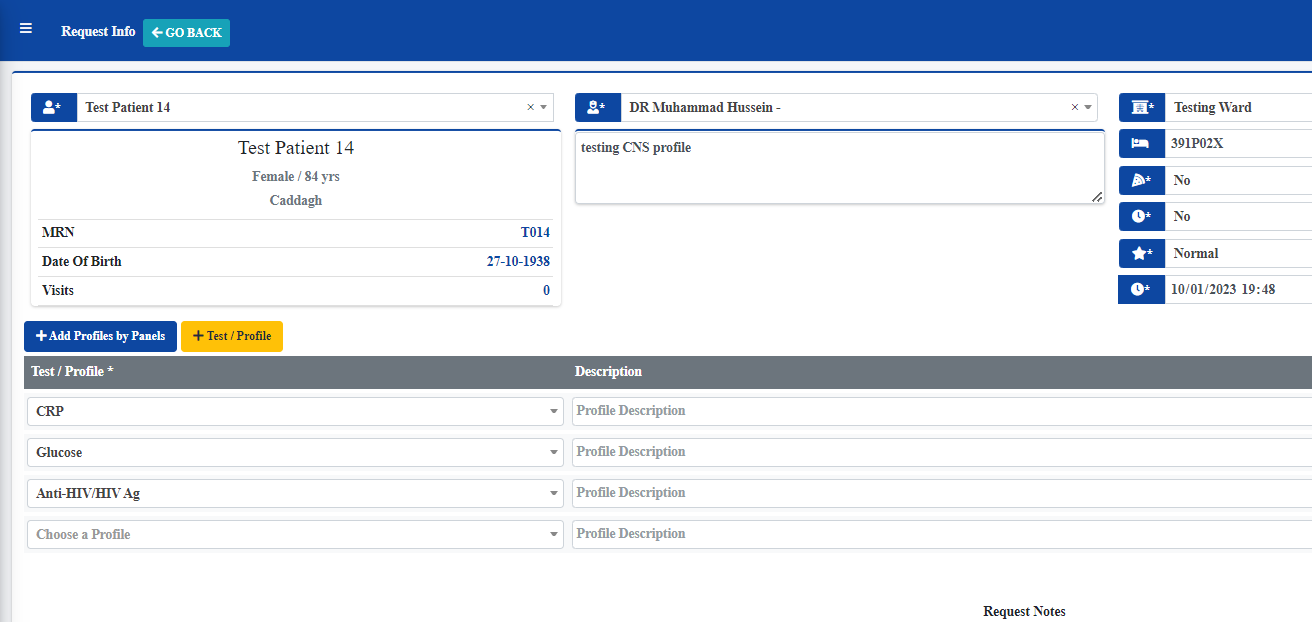 Request Info GO BACK
* Test Patient 14 ×
Test Patient 14
Female / 84 yrs
Caddagh
MRN T014
Date Of Birth 27-10-1938
Visits 0
* DR Muhammad Hussein - ×
testing CNS profile
* Testing Ward
391P02X
* No
* No
* Normal
* 10/01/2023 19:48
+ Add Profiles by Panels + Test / Profile
Test / Profile * Description
CRP Profile Description
Glucose Profile Description
Anti-HIV/HIV Ag Profile Description
Choose a Profile Profile Description
Request Notes